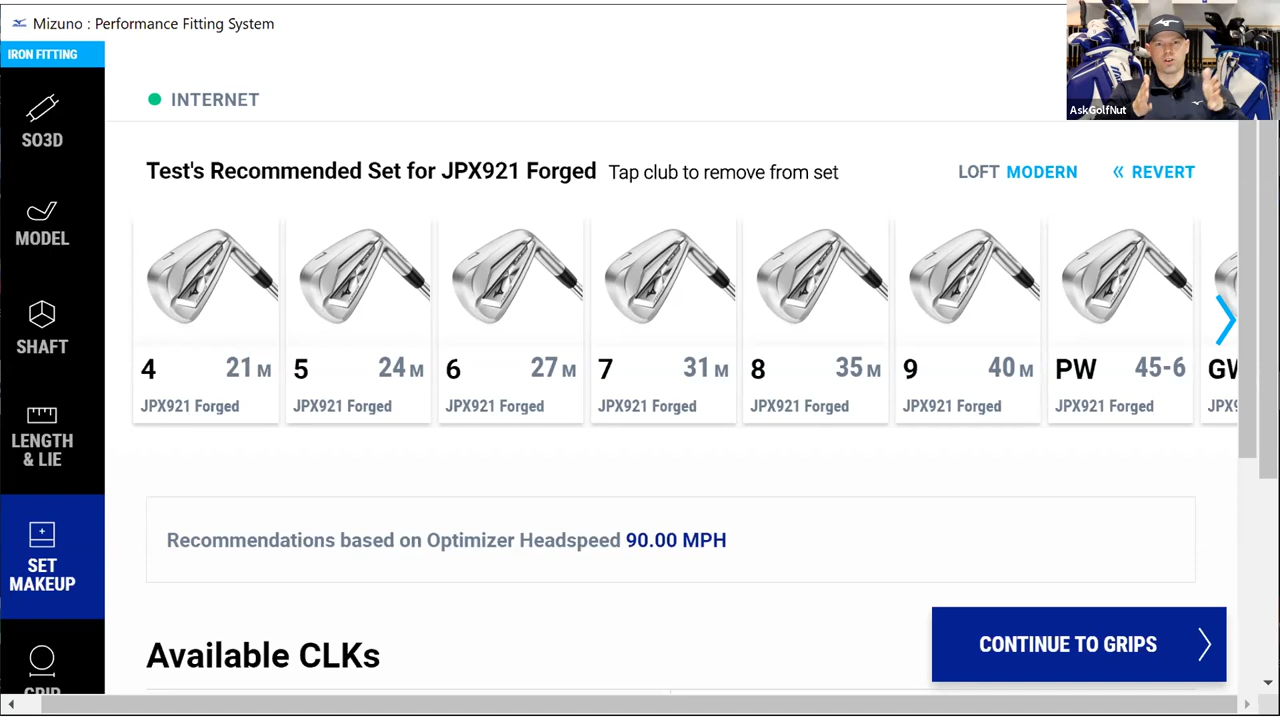 Mizuno : Performance Fitting System
IRON FITTING
SO3D
MODEL
SHAFT
LENGTH
& LIE
SET
MAKEUP
GRIP
INTERNET
AskGolfNut
Test's Recommended Set for JPX921 Forged Tap club to remove from set
LOFT MODERN « REVERT
4 21 M
JPX921 Forged
5 24 M
JPX921 Forged
6 27 M
JPX921 Forged
7 31 M
JPX921 Forged
8 35 M
JPX921 Forged
9 40 M
JPX921 Forged
PW 45-6
JPX921 Forged
GW
JPX9
Recommendations based on Optimizer Headspeed 90.00 MPH
Available CLKs
CONTINUE TO GRIPS